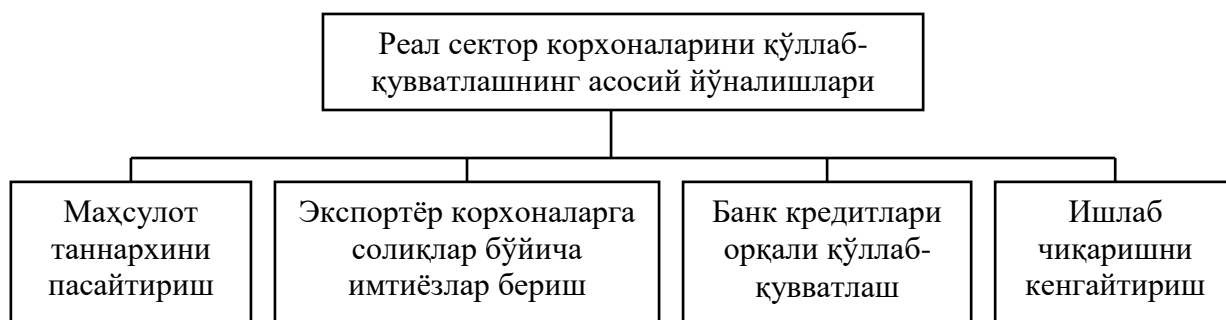 Реал сектор корхоналарини қўллаб-
қувватлашнинг асосий йўналишлари
Маҳсулот
таннархини
пасайтириш
Экспортёр корхоналарга
солиқлар бўйича
имтиёзлар бериш
Банк кредитлари
орқали қўллаб-
қувватлаш
Ишлаб
чиқаришни
кенгайтириш